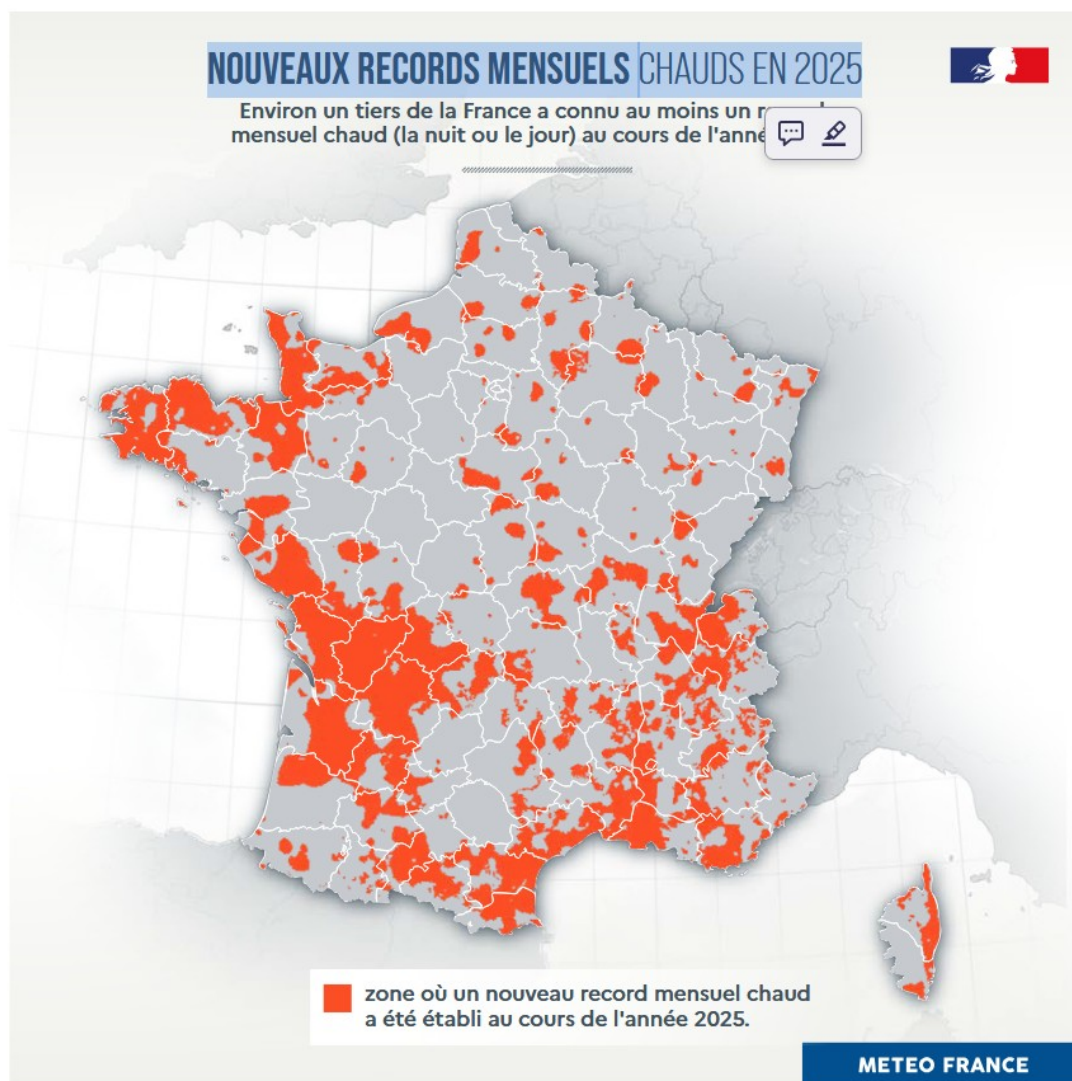 NOUVEAUX RECORDS MENSUELS CHAUDS EN 2025
Environ un tiers de la France a connu au moins un
mensuel chaud (la nuit ou le jour) au cours de
zone où un nouveau record mensuel chaud
a été établi au cours de l'année 2025.
METEO FRANCE